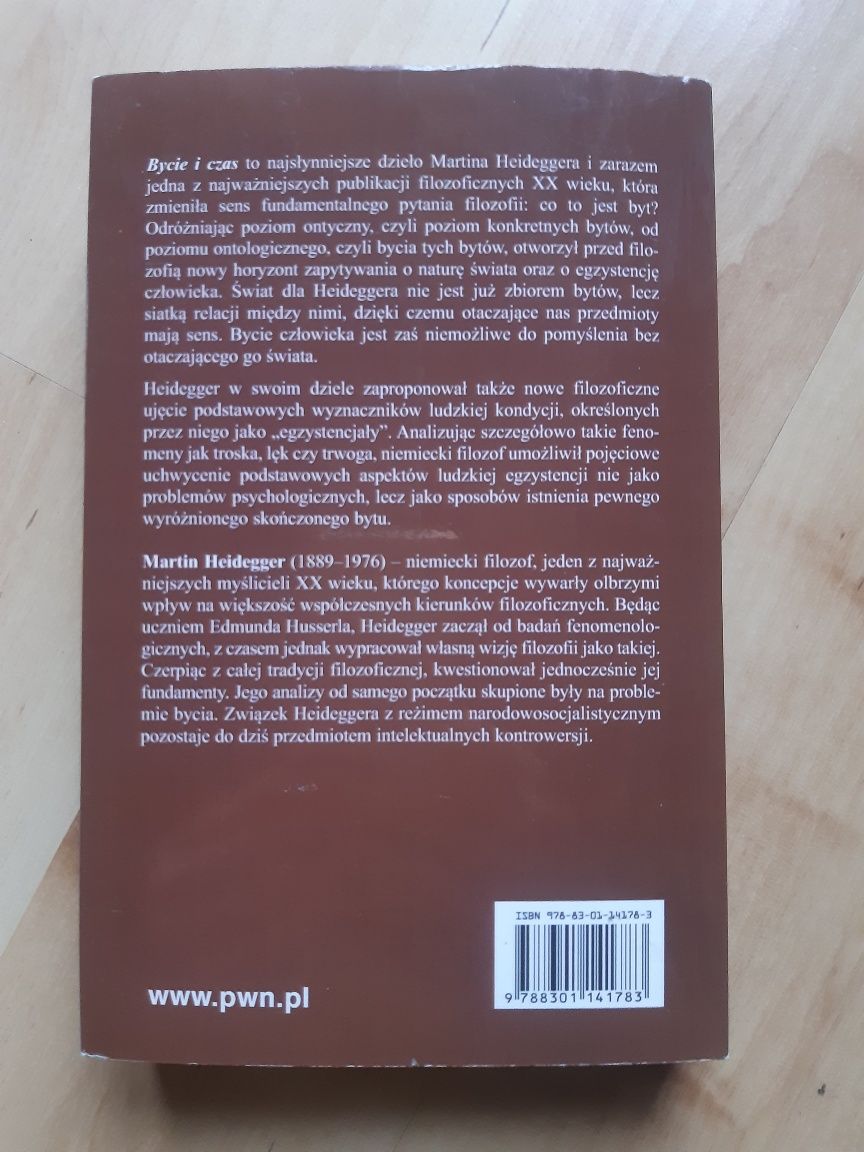 Bycie i czas to najsłynniejsze dzieło Martina Heideggera i zarazem
jedna z najważniejszych publikacji filozoficznych XX wieku, która
zmieniła sens fundamentalnego pytania filozofii: co to jest byt?
Odróżniając poziom ontyczny, czyli poziom konkretnych bytów, od
poziomu ontologicznego, czyli bycia tych bytów, otworzył przed filo-
zofią nowy horyzont zapytywania o naturę świata oraz o egzystencję
człowieka. Świat dla Heideggera nie jest już zbiorem bytów, lecz
siatką relacji między nimi, dzięki czemu otaczające nas przedmioty
mają sens. Bycie człowieka jest zaś niemożliwe do pomyślenia bez
otaczającego go świata.
Heidegger w swoim dziele zaproponował także nowe filozoficzne
ujęcie podstawowych wyznaczników ludzkiej kondycji, określonych
przez niego jako „egzystencjały”. Analizując szczegółowo takie feno-
meny jak troska, lęk czy trwoga, niemiecki filozof umożliwił pojęciowe
uchwycenie podstawowych aspektów ludzkiej egzystencji nie jako
problemów psychologicznych, lecz jako sposobów istnienia pewnego
wyróżnionego skończonego bytu.
Martin Heidegger (1889–1976) – niemiecki filozof, jeden z najważ-
niejszych myślicieli XX wieku, którego koncepcje wywarły olbrzymi
wpływ na większość współczesnych kierunków filozoficznych. Będąc
uczniem Edmunda Husserla, Heidegger zaczął od badań fenomenolo-
gicznych, z czasem jednak wypracował własną wizję filozofii jako takiej.
Czerpiąc z całej tradycji filozoficznej, kwestionował jednocześnie jej
fundamenty. Jego analizy od samego początku skupione były na proble-
mie bycia. Związek Heideggera z reżimem narodowosocjalistycznym
pozostaje do dziś przedmiotem intelektualnych kontrowersji.
ISBN 978-83-01-14178-3
9 788301 141783
www.pwn.pl